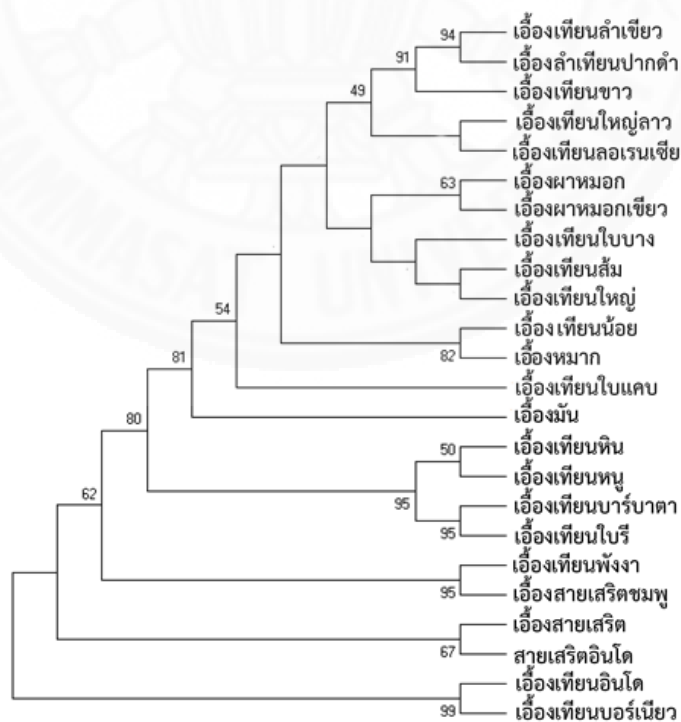 94 เอื้องเทียนลำเขียว
91 เอื้องลำเทียนปากดำ
เอื้องเทียนขาว
49 เอื้องเทียนใหญ่ลาว
เอื้องเทียนลอเรนเซีย
63 เอื้องผาหมอก
เอื้องผาหมอกเขียว
เอื้องเทียนใบบาง
เอื้องเทียนส้ม
เอื้องเทียนใหญ่
54 เอื้องเทียนน้อย
81 82 เอื้องหมาก
เอื้องเทียนใบแคบ
80 เอื้องมัน
50 เอื้องเทียนหิน
62 เอื้องเทียนหนู
95 เอื้องเทียนบาร์บาตา
95 เอื้องเทียนใบรี
เอื้องเทียนพังงา
95 เอื้องสายเสริตชมพู
เอื้องสายเสริต
67 สายเสริตอินโด
เอื้องเทียนอินโด
99 เอื้องเทียนบอร์เนียว